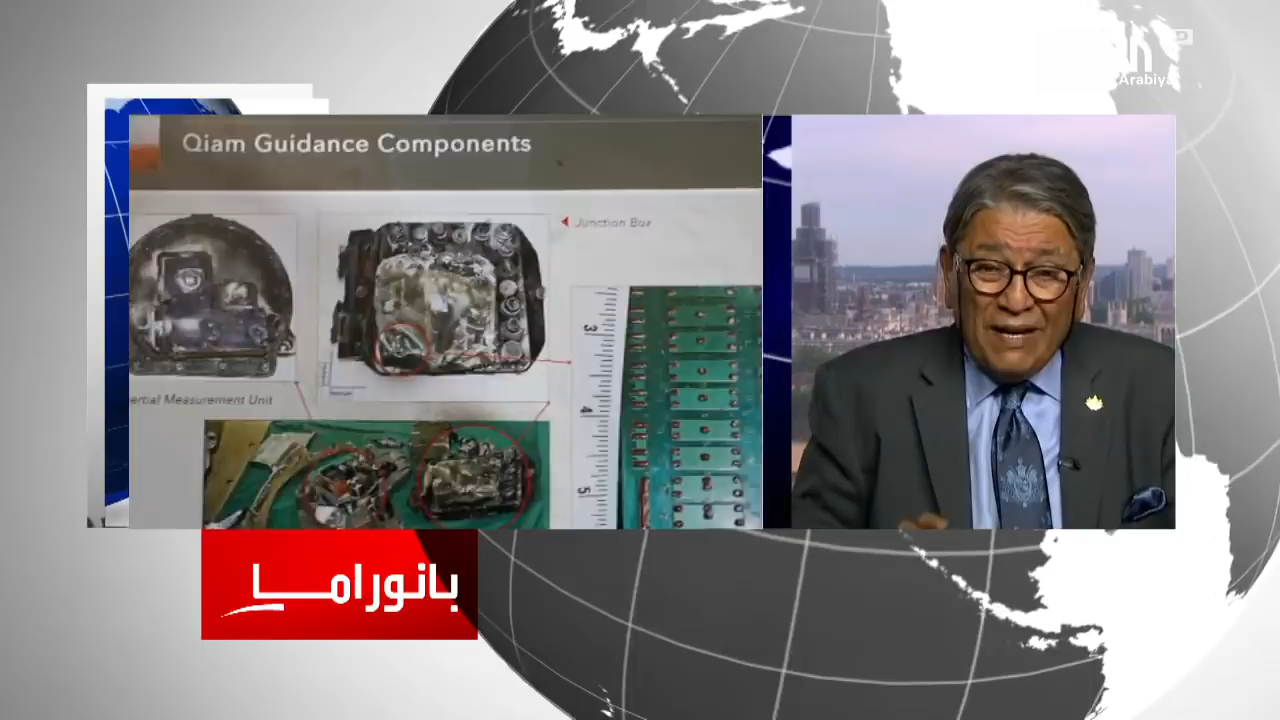 Arabiya
Qiam Guidance Components
Junction Box
ertial Measurement Unit
3
4
5
بانوراما